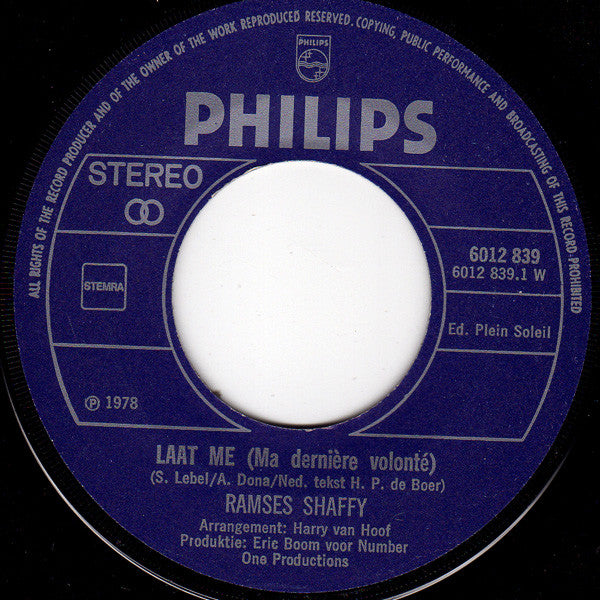 ALL RIGHTS OF THE RECORD PRODUCER AND OF THE OWNER OF THE WORK REPRODUCED RESERVED. COPYING, PUBLIC PERFORMANCE AND BROADCASTING OF THIS RECORD PROHIBITED
PHILIPS
PHILIPS
STEREO
6012 839
6012 839.1 W
STEMRA
Ed. Plein Soleil
Ⓟ 1978
LAAT ME (Ma dernière volonté)
(S. Lebel/A. Dona/Ned. tekst H. P. de Boer)
RAMSES SHAFFY
Arrangement: Harry van Hoof
Produktie: Eric Boom voor Number
One Productions